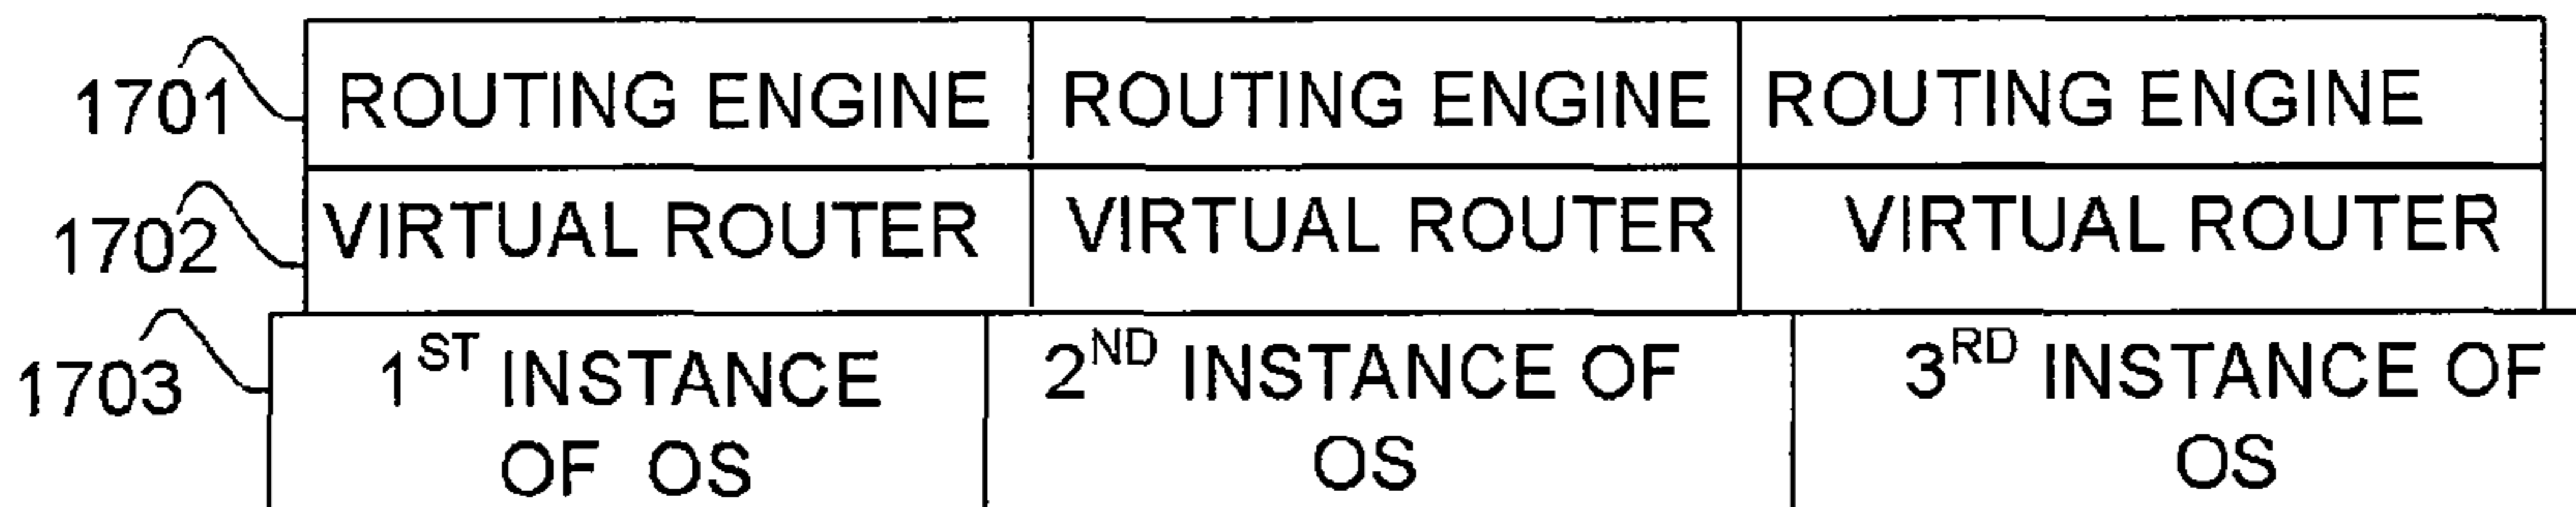 1701 ROUTING ENGINE ROUTING ENGINE ROUTING ENGINE
1702 VIRTUAL ROUTER VIRTUAL ROUTER VIRTUAL ROUTER
1703 1ST INSTANCE OF OS 2ND INSTANCE OF OS 3RD INSTANCE OF OS